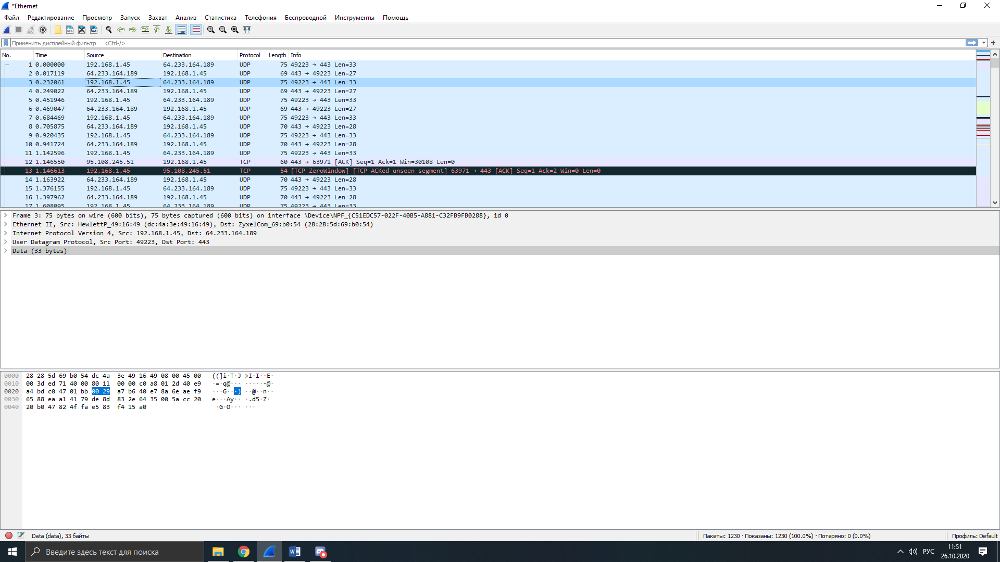 *Ethernet
Файл Редактирование Просмотр Запуск Захват Анализ Статистика Телефония Беспроводной Инструменты Помощь
Применить дисплейный фильтр ... <Ctrl-/>
No. Time Source Destination Protocol Length Info
1 0.000000 192.168.1.45 64.233.164.189 UDP 75 49223 → 443 Len=33
2 0.017119 64.233.164.189 192.168.1.45 UDP 69 443 → 49223 Len=27
3 0.232061 192.168.1.45 64.233.164.189 UDP 75 49223 → 443 Len=33
4 0.249022 64.233.164.189 192.168.1.45 UDP 69 443 → 49223 Len=27
5 0.451946 192.168.1.45 64.233.164.189 UDP 75 49223 → 443 Len=33
6 0.469047 64.233.164.189 192.168.1.45 UDP 69 443 → 49223 Len=27
7 0.684469 192.168.1.45 64.233.164.189 UDP 75 49223 → 443 Len=33
8 0.705875 64.233.164.189 192.168.1.45 UDP 70 443 → 49223 Len=28
9 0.920435 192.168.1.45 64.233.164.189 UDP 75 49223 → 443 Len=33
10 0.941724 64.233.164.189 192.168.1.45 UDP 70 443 → 49223 Len=28
11 1.142596 192.168.1.45 64.233.164.189 UDP 75 49223 → 443 Len=33
12 1.146550 95.108.245.51 192.168.1.45 TCP 60 443 → 63971 [ACK] Seq=1 Ack=1 Win=30108 Len=0
13 1.146613 192.168.1.45 95.108.245.51 TCP 54 [TCP ZeroWindow] [TCP ACKed unseen segment] 63971 → 443 [ACK] Seq=1 Ack=2 Win=0 Len=0
14 1.163922 64.233.164.189 192.168.1.45 UDP 70 443 → 49223 Len=28
15 1.376155 192.168.1.45 64.233.164.189 UDP 75 49223 → 443 Len=33
16 1.397962 64.233.164.189 192.168.1.45 UDP 70 443 → 49223 Len=28
17 1.608095 192.168.1.45 64.233.164.189 UDP 75 49223 → 443 Len=33
Frame 3: 75 bytes on wire (600 bits), 75 bytes captured (600 bits) on interface \Device\NPF_{C51EDC57-022F-40B5-A881-C32FB9FB0288}, id 0
Ethernet II, Src: HewlettP_49:16:49 (dc:4a:3e:49:16:49), Dst: ZyxelCom_69:b0:54 (28:28:5d:69:b0:54)
Internet Protocol Version 4, Src: 192.168.1.45, Dst: 64.233.164.189
User Datagram Protocol, Src Port: 49223, Dst Port: 443
Data (33 bytes)
0000 28 28 5d 69 b0 54 dc 4a 3e 49 16 49 08 00 45 00 ((]i·T·J >I·I··E·
0010 00 3d ed 71 40 00 80 11 00 00 c0 a8 01 2d 40 e9 ·=·q@··· ·····-@·
0020 a4 bd c0 47 01 bb 00 29 a7 b6 40 e7 8a 6e ae f9 ···G···) ··@··n··
0030 65 88 ea a1 41 79 de 8d 83 2e 64 35 00 5a cc 20 e···Ay·· ·.d5·Z·
0040 20 b0 47 82 4f fa e5 83 f4 15 a0 ·G·O··· ···
Data (data), 33 байты
Пакеты: 1230 · Показаны: 1230 (100.0%) · Потеряно: 0 (0.0%)
Профиль: Default
Введите здесь текст для поиска
РУС
11:51
26.10.2020